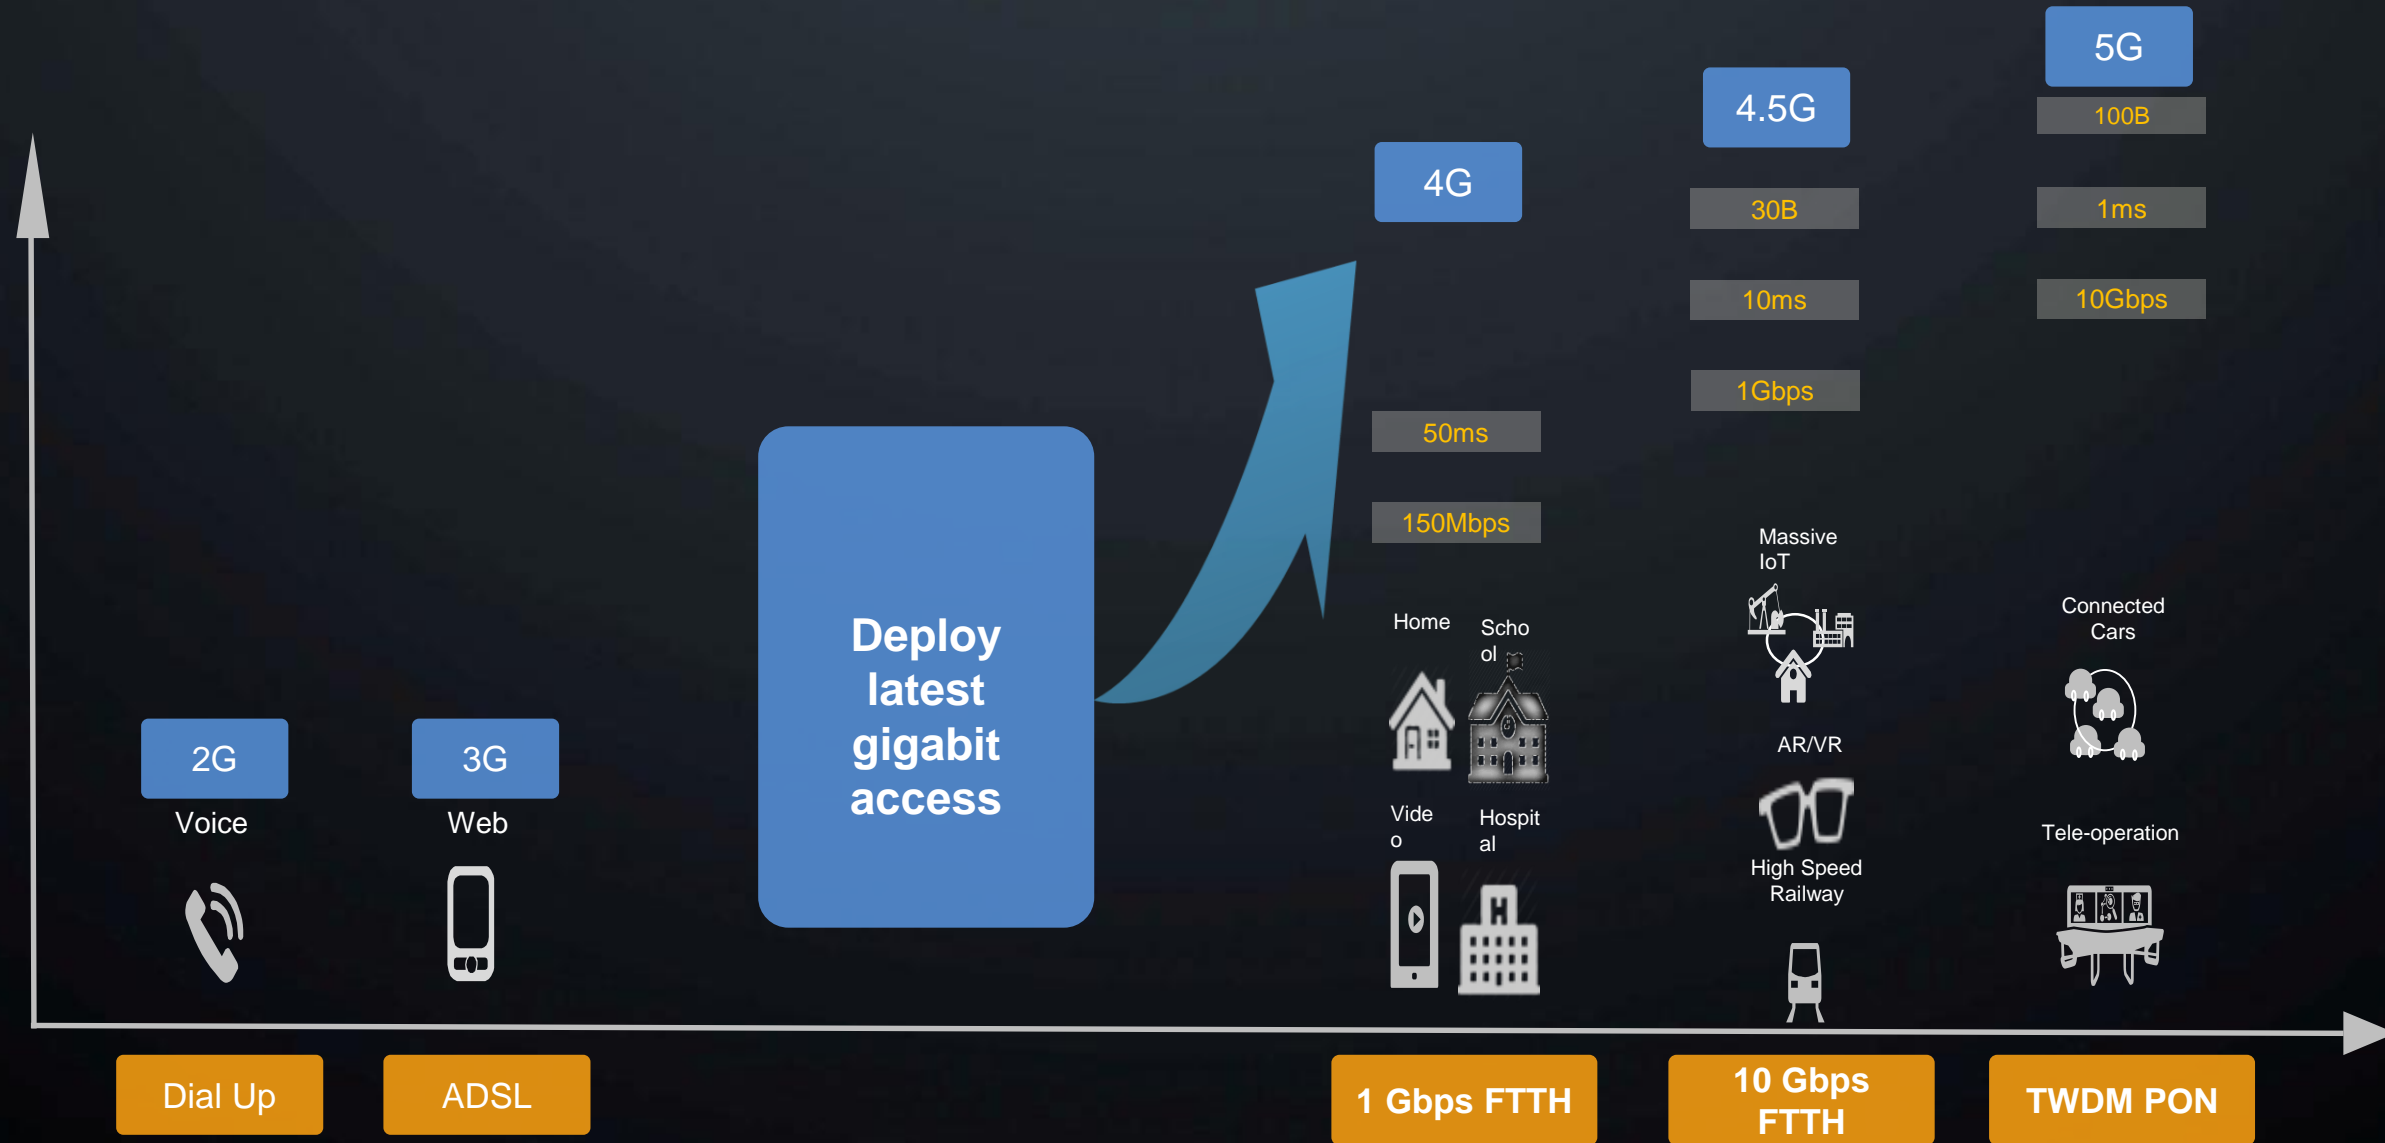 2G
Voice
3G
Web
Deploy
latest
gigabit
access
4G
50ms
150Mbps
Home
Scho
ol
Vide
o
Hospit
al
H
4.5G
30B
10ms
1Gbps
Massive
IoT
AR/VR
High Speed
Railway
5G
100B
1ms
10Gbps
Connected
Cars
Tele-operation
Dial Up
ADSL
1 Gbps FTTH
10 Gbps
FTTH
TWDM PON